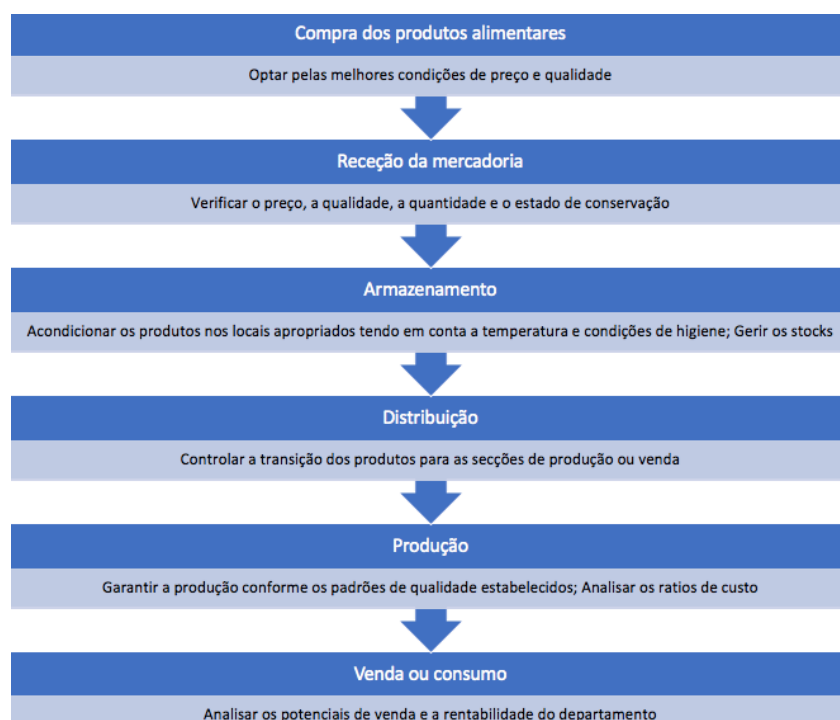 Compra dos produtos alimentares
Optar pelas melhores condições de preço e qualidade
Receção da mercadoria
Verificar o preço, a qualidade, a quantidade e o estado de conservação
Armazenamento
Acondicionar os produtos nos locais apropriados tendo em conta a temperatura e condições de higiene; Gerir os stocks
Distribuição
Controlar a transição dos produtos para as secções de produção ou venda
Produção
Garantir a produção conforme os padrões de qualidade estabelecidos; Analisar os ratios de custo
Venda ou consumo
Analisar os potenciais de venda e a rentabilidade do departamento